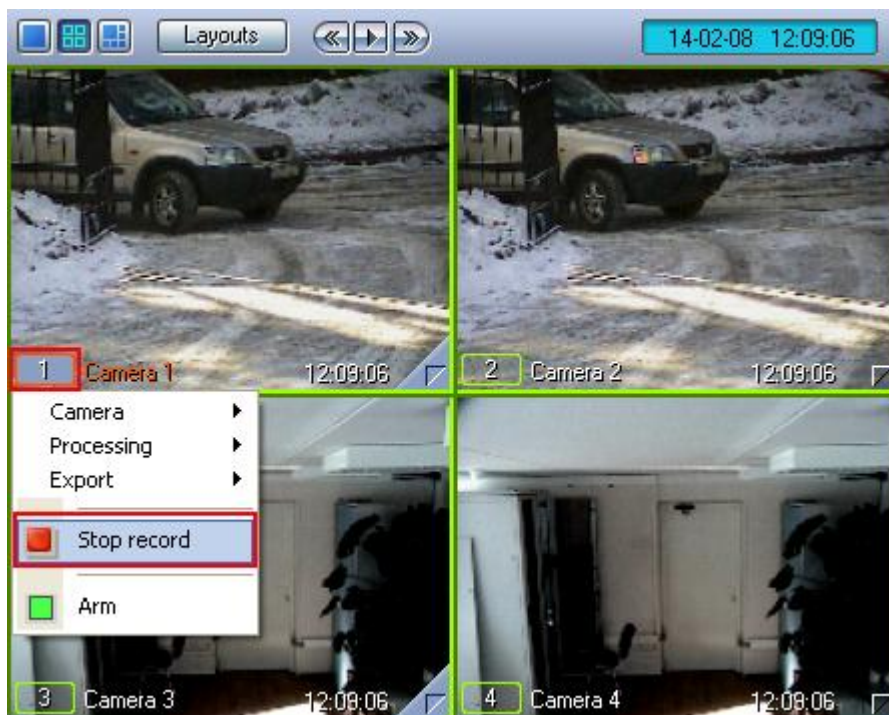 Layouts
14-02-08 12:09:06
1 Camera 1 12:09:06
2 Camera 2 12:09:06
Camera
Processing
Export
Stop record
Arm
3 Camera 3 12:09:06
4 Camera 4 12:09:06